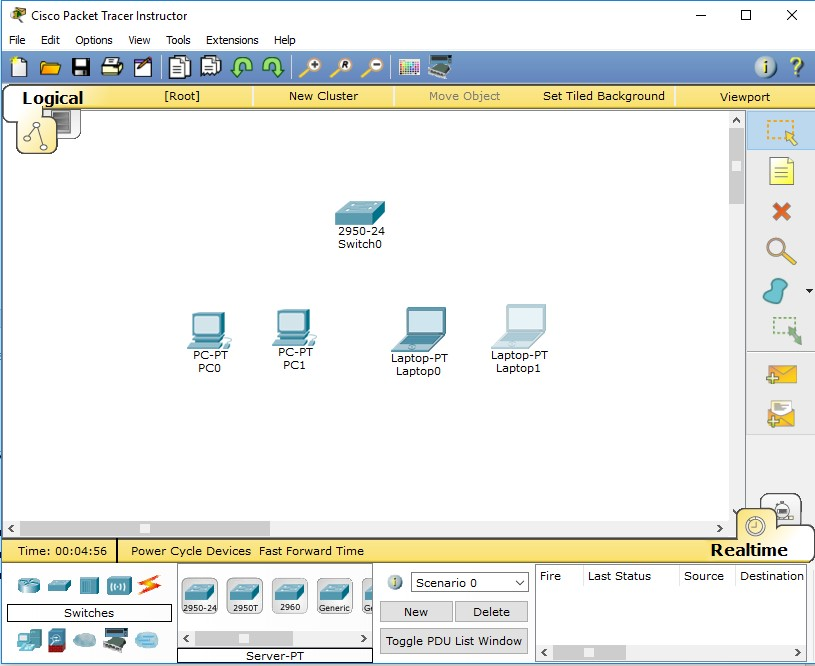 Cisco Packet Tracer Instructor
File Edit Options View Tools Extensions Help
Logical [Root] New Cluster Move Object Set Tiled Background Viewport
2950-24
Switch0
PC-PT
PC0
PC-PT
PC1
Laptop-PT
Laptop0
Laptop-PT
Laptop1
Time: 00:04:56 Power Cycle Devices Fast Forward Time Realtime
Switches
2950-24 2950T 2960 Generic Ge
Server-PT
Scenario 0
New Delete
Toggle PDU List Window
Fire Last Status Source Destination